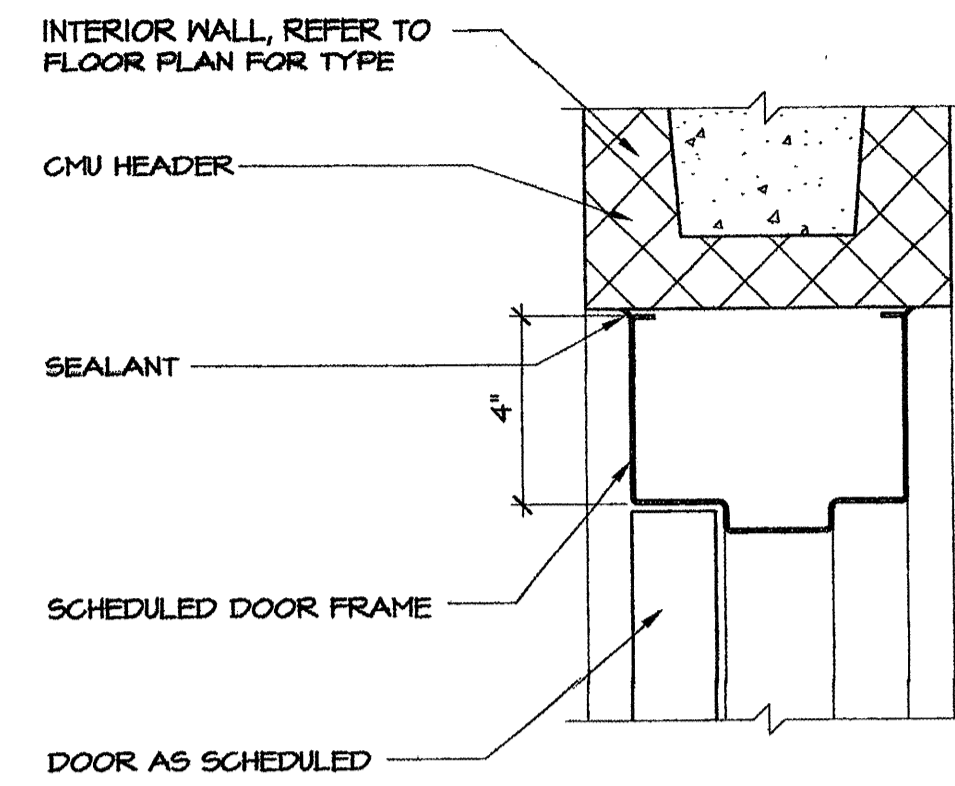 INTERIOR WALL, REFER TO
FLOOR PLAN FOR TYPE
CMU HEADER
SEALANT
4"
SCHEDULED DOOR FRAME
DOOR AS SCHEDULED